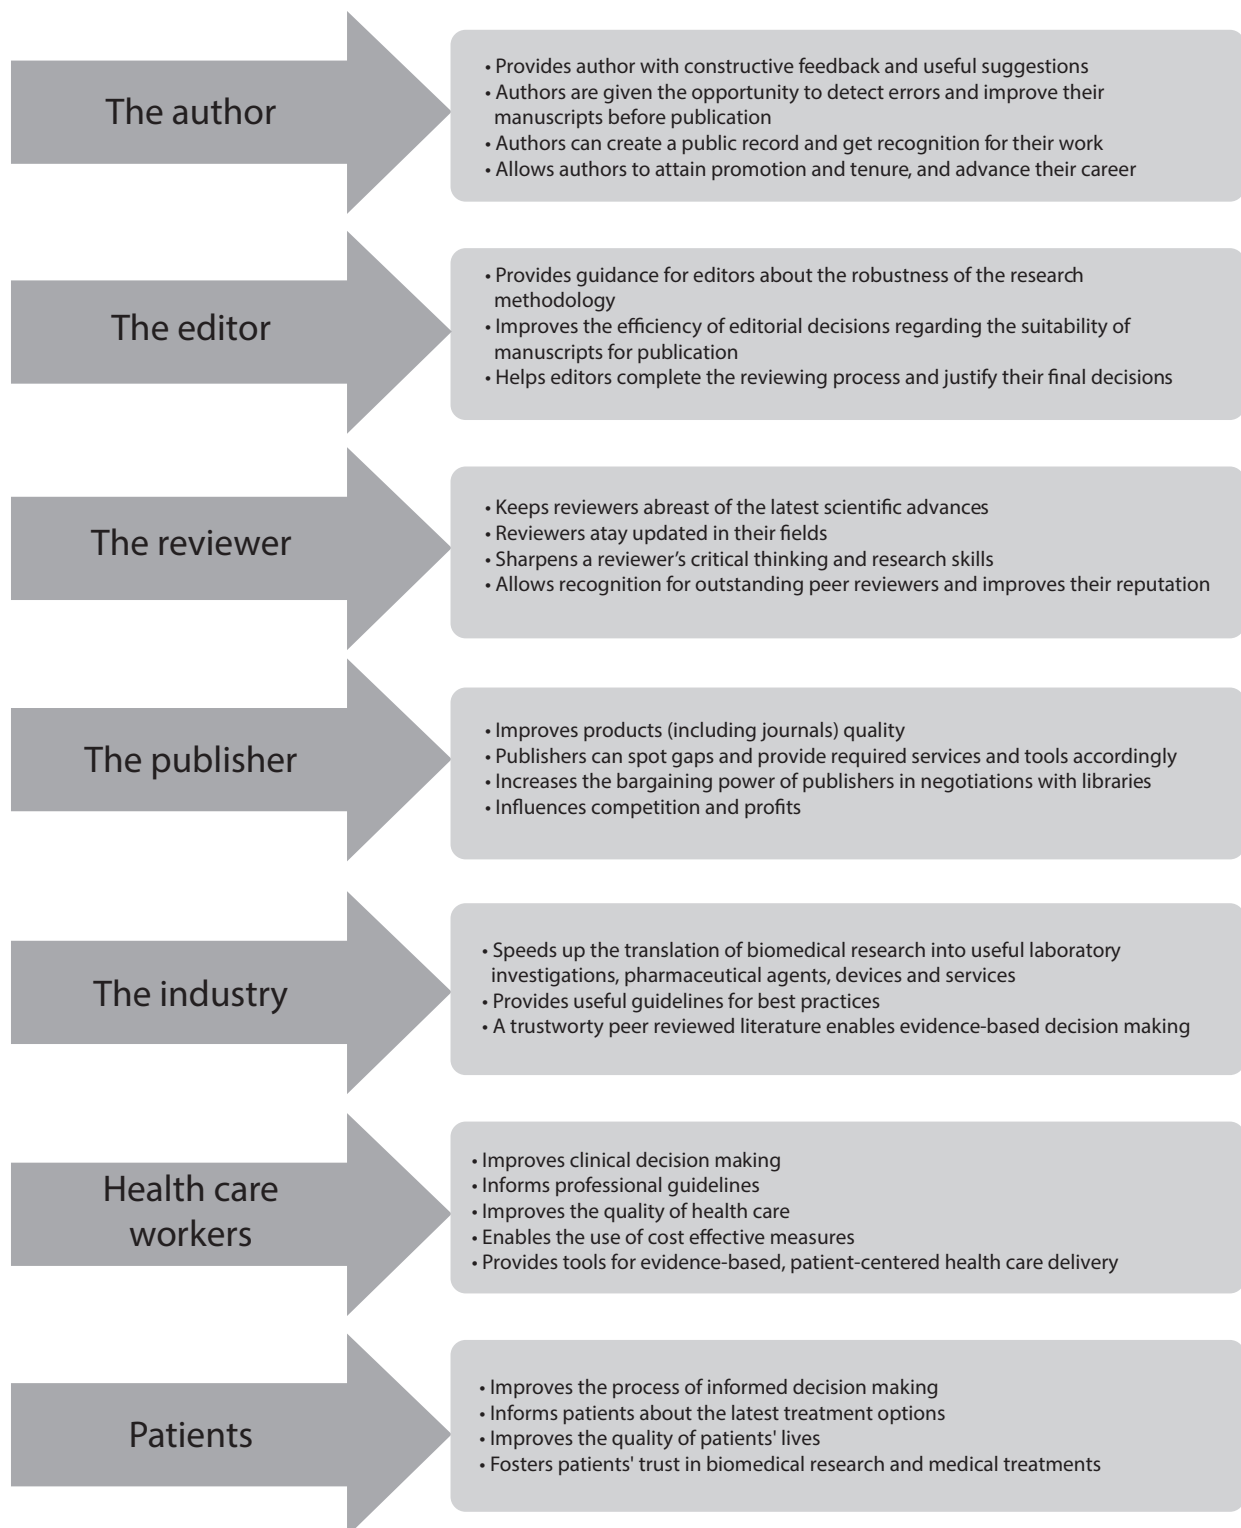 The author
• Provides author with constructive feedback and useful suggestions
• Authors are given the opportunity to detect errors and improve their
manuscripts before publication
• Authors can create a public record and get recognition for their work
• Allows authors to attain promotion and tenure, and advance their career
The editor
• Provides guidance for editors about the robustness of the research
methodology
• Improves the efficiency of editorial decisions regarding the suitability of
manuscripts for publication
• Helps editors complete the reviewing process and justify their final decisions
The reviewer
• Keeps reviewers abreast of the latest scientific advances
• Reviewers atay updated in their fields
• Sharpens a reviewer’s critical thinking and research skills
• Allows recognition for outstanding peer reviewers and improves their reputation
The publisher
• Improves products (including journals) quality
• Publishers can spot gaps and provide required services and tools accordingly
• Increases the bargaining power of publishers in negotiations with libraries
• Influences competition and profits
The industry
• Speeds up the translation of biomedical research into useful laboratory
investigations, pharmaceutical agents, devices and services
• Provides useful guidelines for best practices
• A trustworty peer reviewed literature enables evidence-based decision making
Health care
workers
• Improves clinical decision making
• Informs professional guidelines
• Improves the quality of health care
• Enables the use of cost effective measures
• Provides tools for evidence-based, patient-centered health care delivery
Patients
• Improves the process of informed decision making
• Informs patients about the latest treatment options
• Improves the quality of patients' lives
• Fosters patients' trust in biomedical research and medical treatments